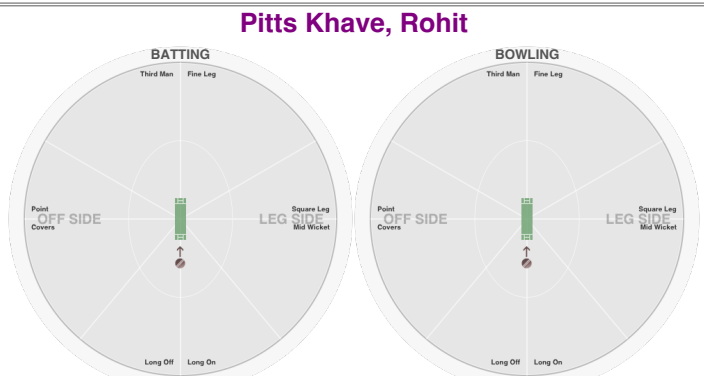 Pitts Khave, Rohit
BATTING
Third Man Fine Leg
Point
OFF SIDE
Covers
Square Leg
LEG SIDE
Mid Wicket
Long Off Long On
BOWLING
Third Man Fine Leg
Point
OFF SIDE
Covers
Square Leg
LEG SIDE
Mid Wicket
Long Off Long On